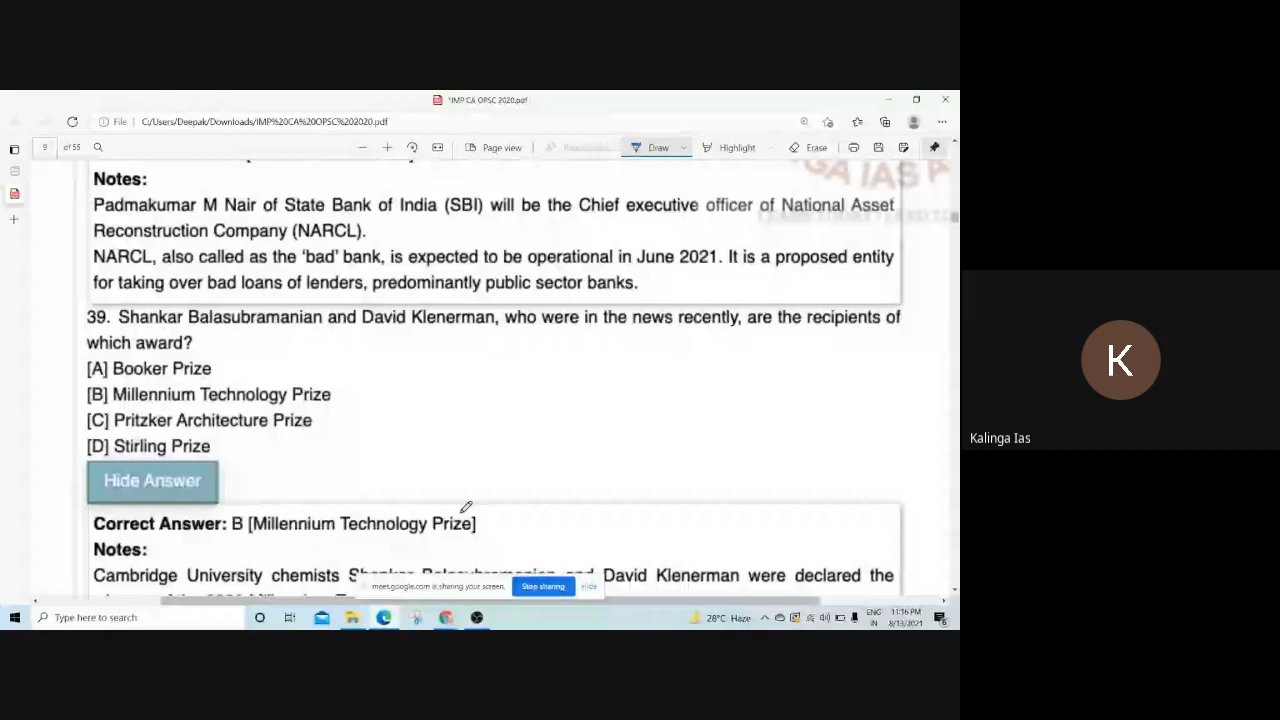 *IMP CA OPSC 2020.pdf
File
C:/Users/Deepak/Downloads/IMP%20CA%20OPSC%202020.pdf
9 of 55 Page view Draw Highlight Erase
GA IAS A
Notes:
Padmakumar M Nair of State Bank of India (SBI) will be the Chief executive officer of National Asset
Reconstruction Company (NARCL).
NARCL, also called as the 'bad' bank, is expected to be operational in June 2021. It is a proposed entity
for taking over bad loans of lenders, predominantly public sector banks.
39. Shankar Balasubramanian and David Klenerman, who were in the news recently, are the recipients of
which award?
[A] Booker Prize
[B] Millennium Technology Prize
[C] Pritzker Architecture Prize
[D] Stirling Prize
Hide Answer
Correct Answer: B [Millennium Technology Prize]
Notes:
Cambridge University chemists David Klenerman were declared the
meet.google.com is sharing your screen. Stop sharing Hide
Type here to search
28°C Haze
ENG
IN
11:16 PM
8/13/2021
6
K
Kalinga Ias